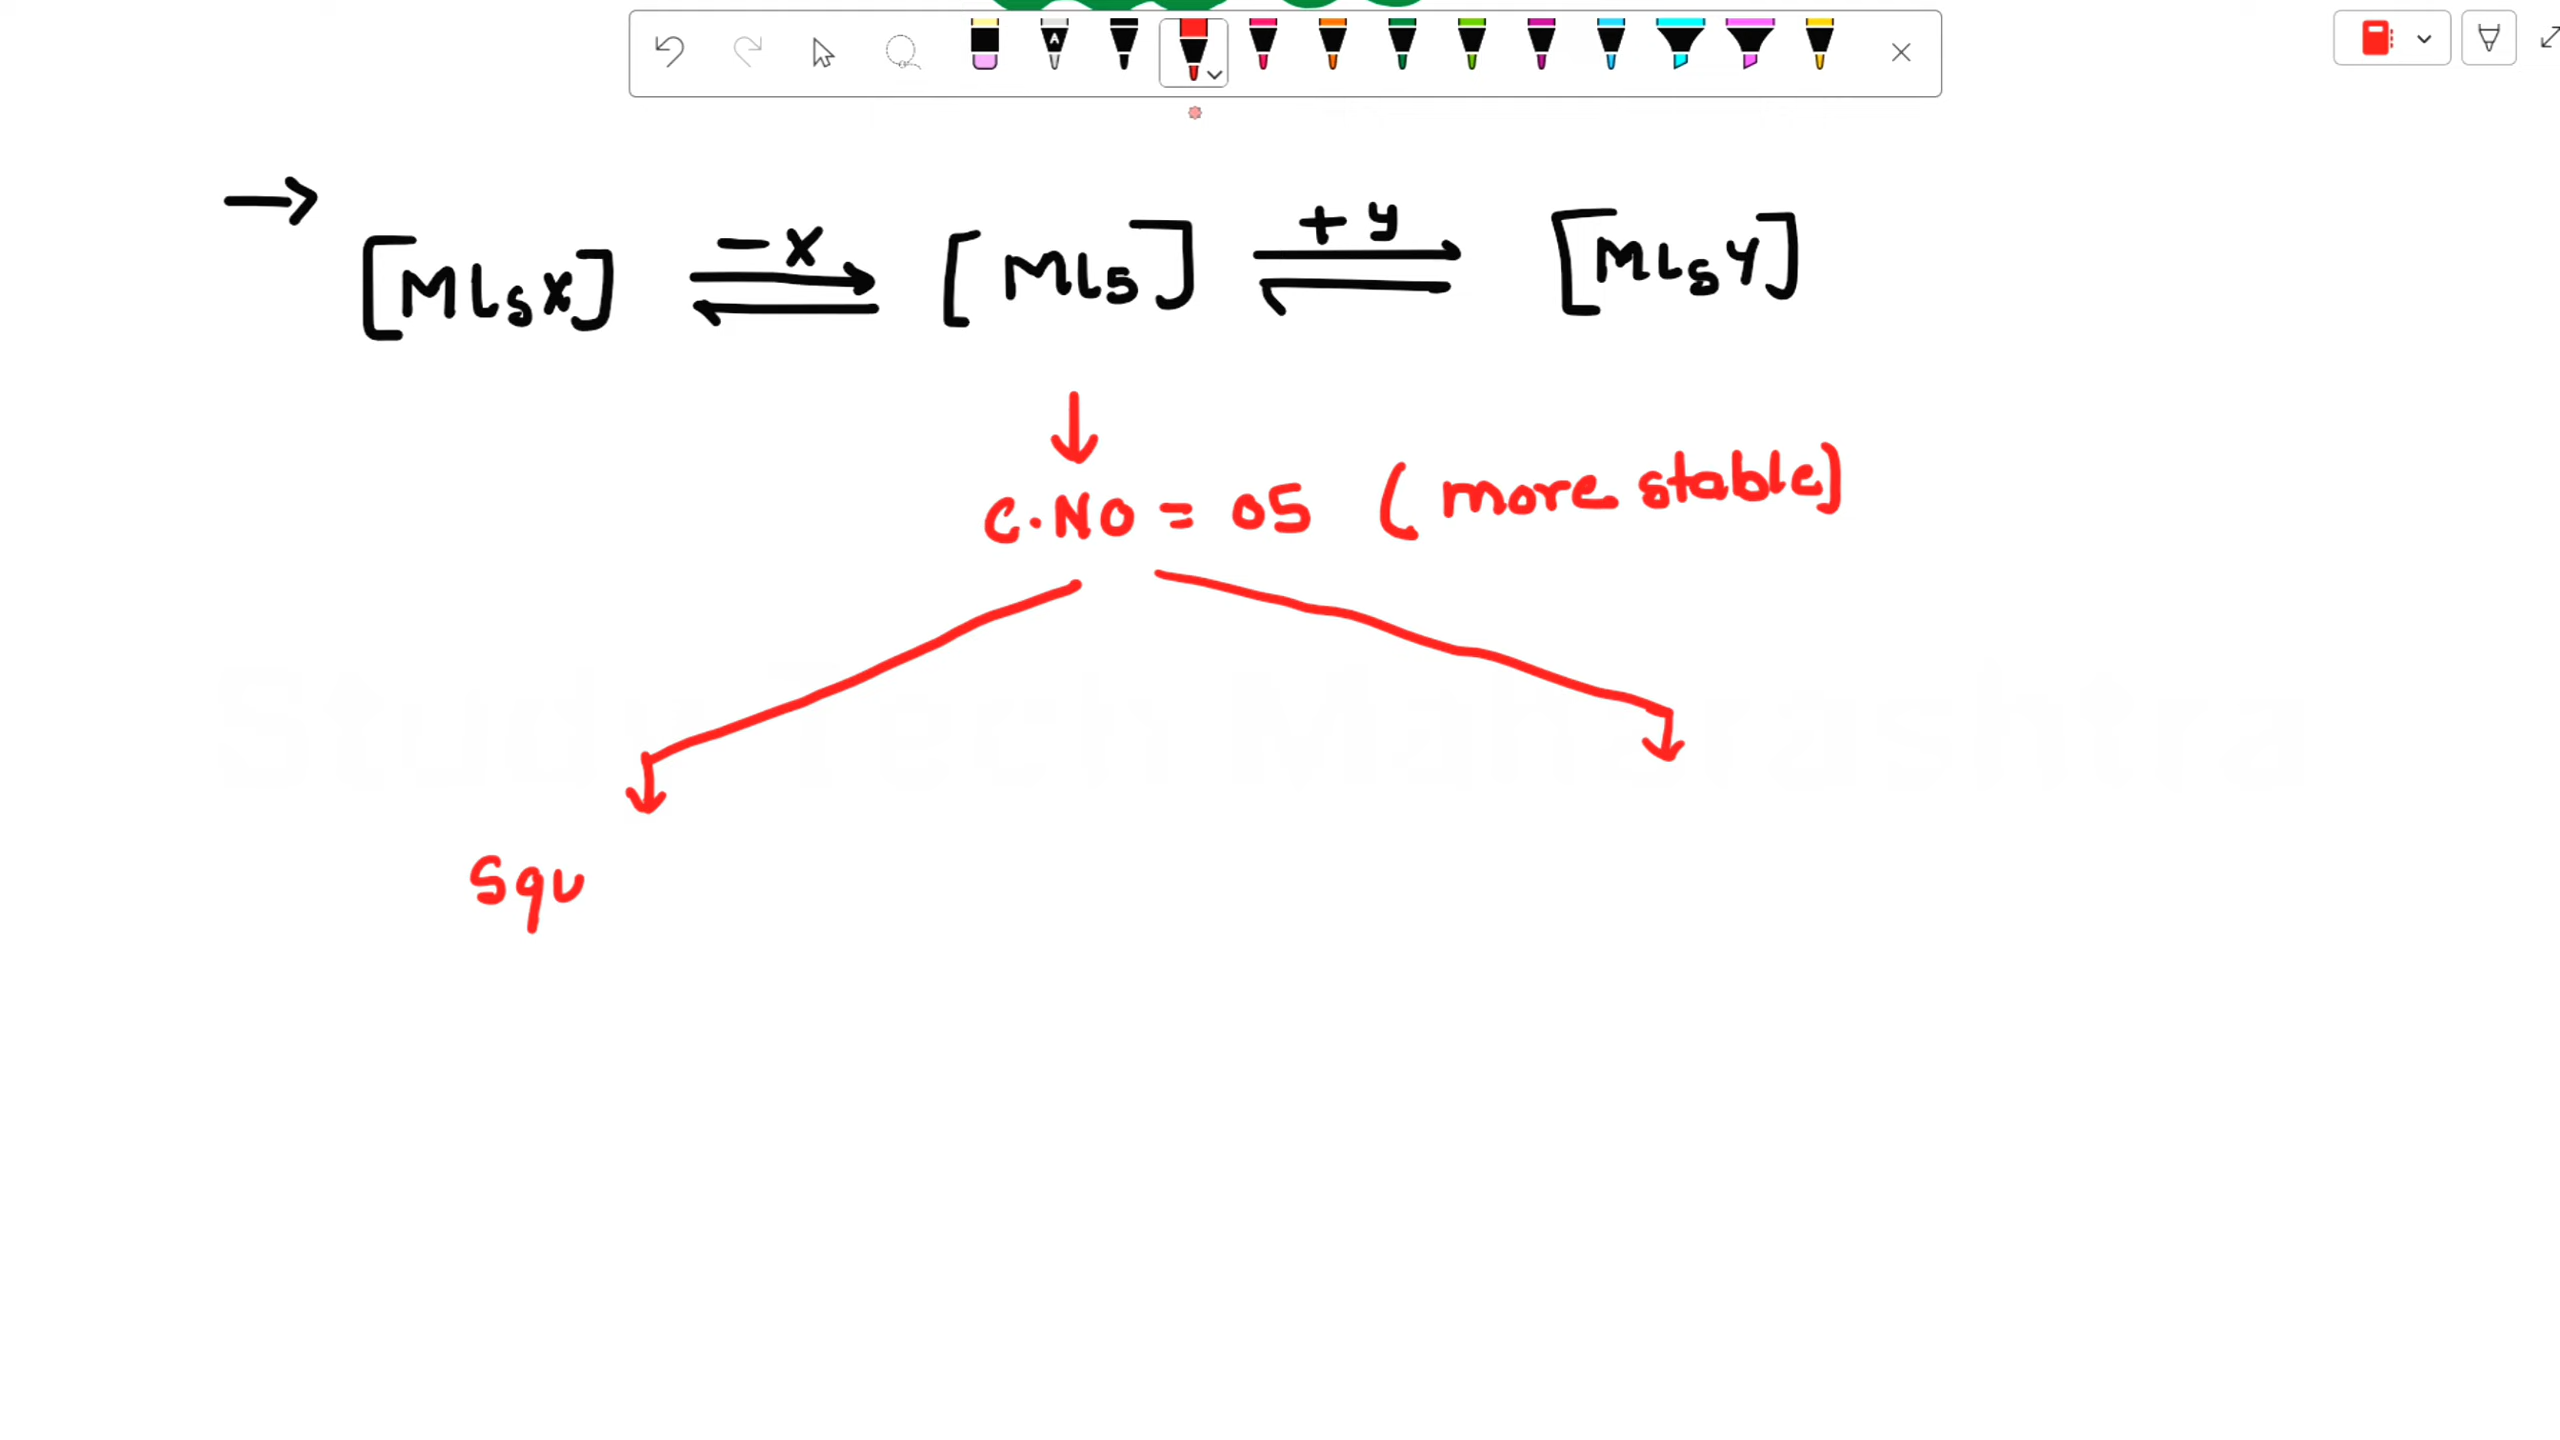 → [ML5X] ⇌ -X [ML5] ⇌ +y [ML5Y]
↓
C.NO = 05 (more stable)
Squ